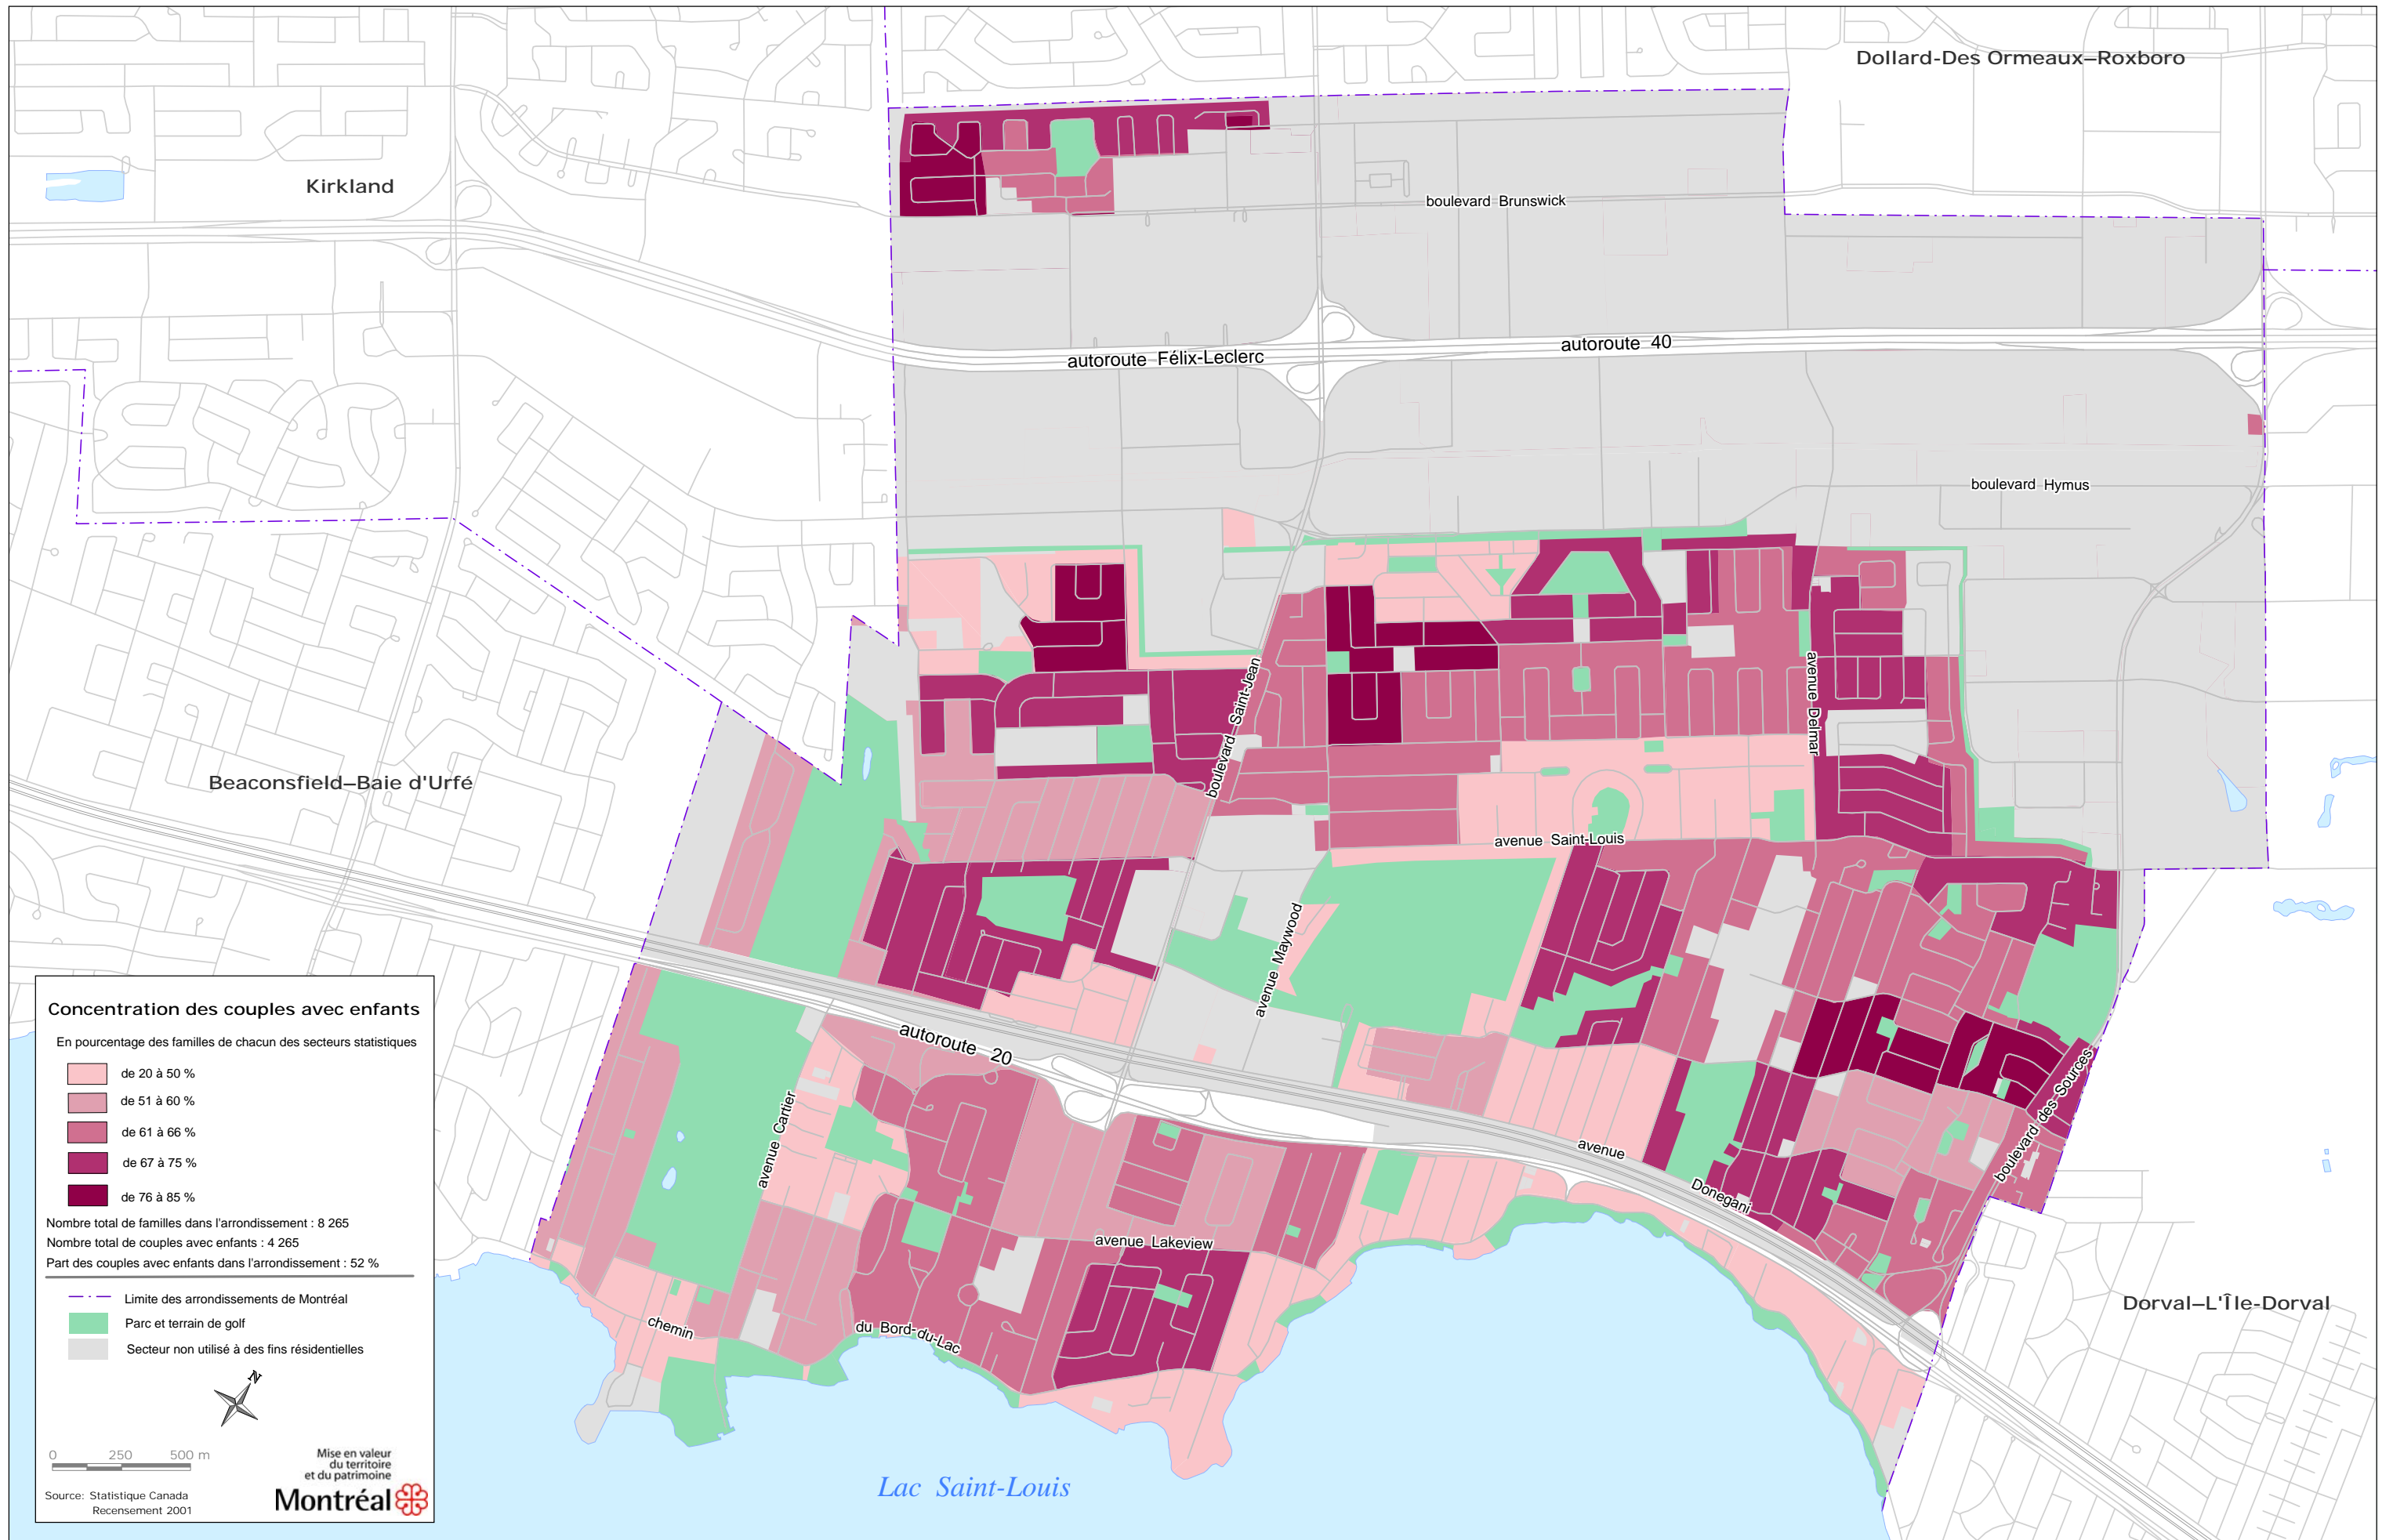 Dollard-Des Ormeaux–Roxboro
Kirkland
boulevard Brunswick
autoroute Félix-Leclerc
autoroute 40
boulevard Hymus
boulevard Saint-Jean
avenue Delmar
Beaconsfield–Baie d'Urfé
avenue Saint-Louis
avenue Maywood
autoroute 20
avenue Cartier
boulevard des Sources
avenue Donegani
avenue Lakeview
chemin du Bord-du-Lac
Dorval–L'Île-Dorval
Lac Saint-Louis
Concentration des couples avec enfants
En pourcentage des familles de chacun des secteurs statistiques
de 20 à 50 %
de 51 à 60 %
de 61 à 66 %
de 67 à 75 %
de 76 à 85 %
Nombre total de familles dans l'arrondissement : 8 265
Nombre total de couples avec enfants : 4 265
Part des couples avec enfants dans l'arrondissement : 52 %
Limite des arrondissements de Montréal
Parc et terrain de golf
Secteur non utilisé à des fins résidentielles
N
0 250 500 m
Mise en valeur
du territoire
et du patrimoine
Montréal
Source: Statistique Canada
Recensement 2001